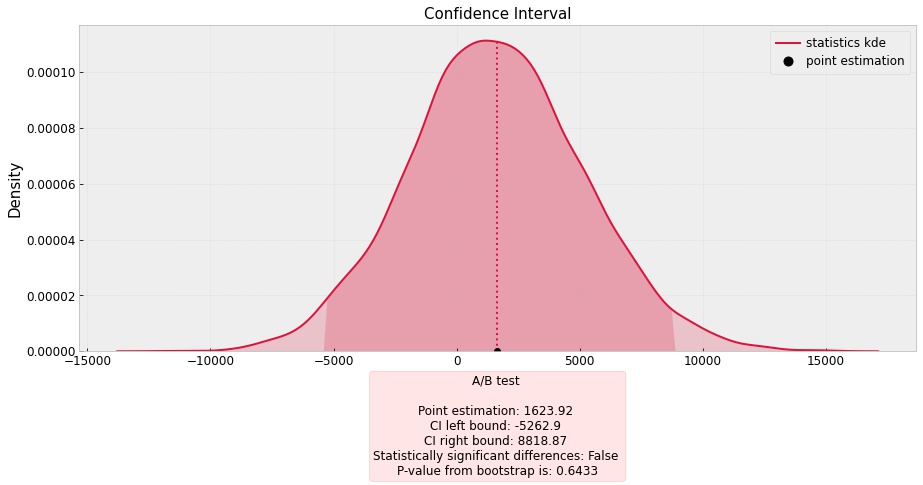 Confidence Interval
statistics kde
point estimation
Density
0.00010
0.00008
0.00006
0.00004
0.00002
0.00000
−15000 −10000 −5000 0 5000 10000 15000
A/B test
Point estimation: 1623.92
CI left bound: -5262.9
CI right bound: 8818.87
Statistically significant differences: False
P-value from bootstrap is: 0.6433